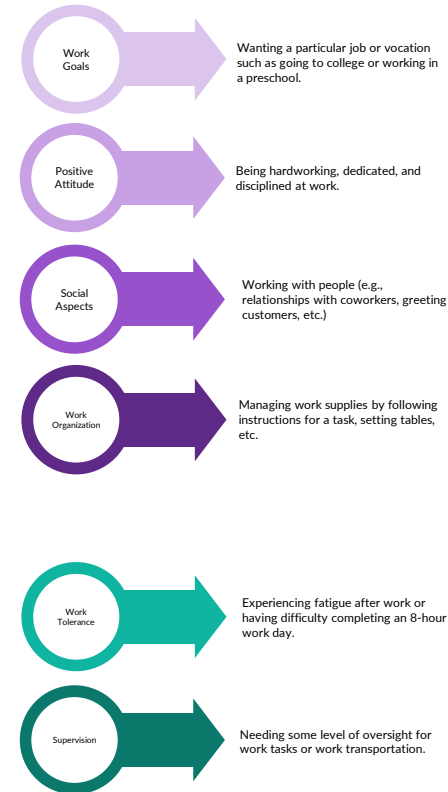 Work
Goals
Wanting a particular job or vocation
such as going to college or working in
a preschool.
Positive
Attitude
Being hardworking, dedicated, and
disciplined at work.
Social
Aspects
Working with people (e.g.,
relationships with coworkers, greeting
customers, etc.)
Work
Organization
Managing work supplies by following
instructions for a task, setting tables,
etc.
Work
Tolerance
Experiencing fatigue after work or
having difficulty completing an 8-hour
work day.
Supervision
Needing some level of oversight for
work tasks or work transportation.